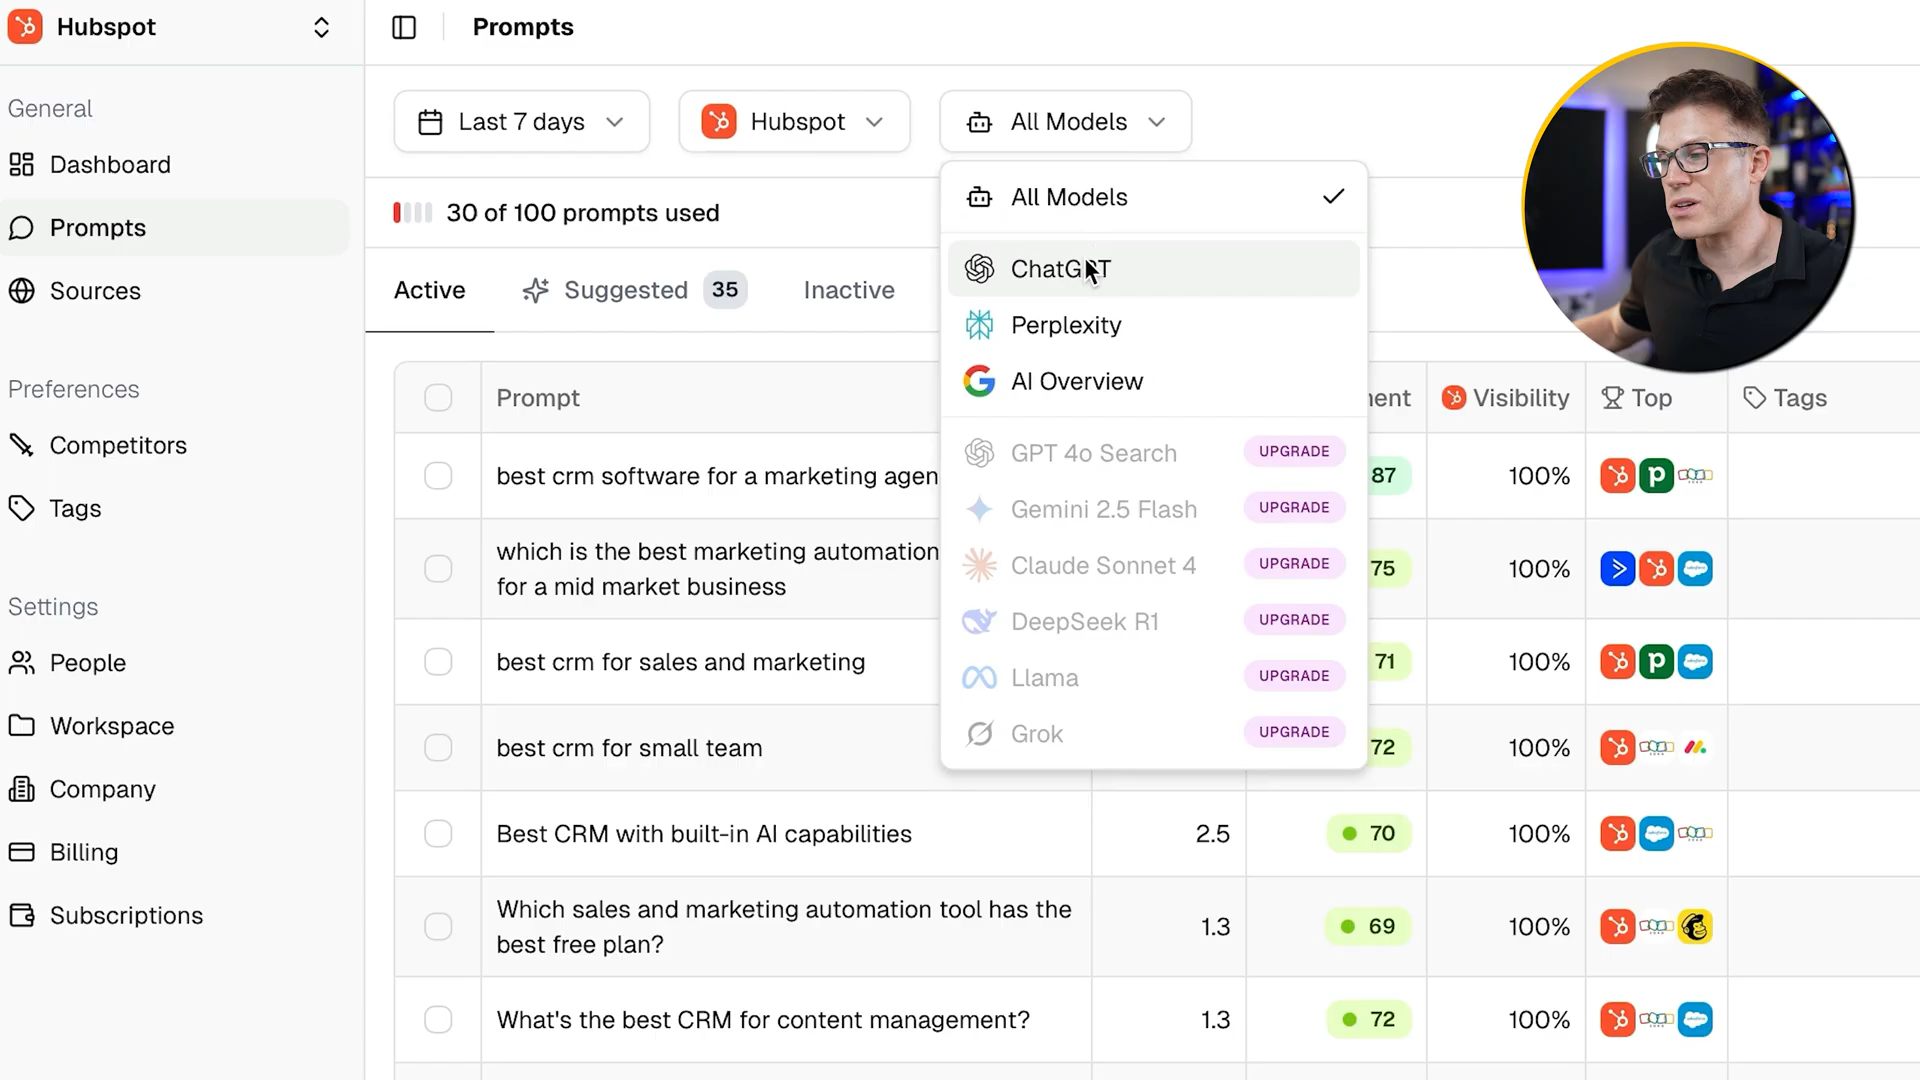 Hubspot
General
Dashboard
Prompts
Sources
Preferences
Competitors
Tags
Settings
People
Workspace
Company
Billing
Subscriptions
Prompts
Last 7 days
Hubspot
All Models
30 of 100 prompts used
Active
Suggested 35
Inactive
All Models
ChatGPT
Perplexity
AI Overview
GPT 4o Search UPGRADE
Gemini 2.5 Flash UPGRADE
Claude Sonnet 4 UPGRADE
DeepSeek R1 UPGRADE
Llama UPGRADE
Grok UPGRADE
Prompt Visibility Top Tags
best crm software for a marketing 87 100%
which is the best marketing automation
for a mid market business 75 100%
best crm for sales and marketing 71 100%
best crm for small team 72 100%
Best CRM with built-in AI capabilities 2.5 70 100%
Which sales and marketing automation tool has the
best free plan? 1.3 69 100%
What's the best CRM for content management? 1.3 72 100%